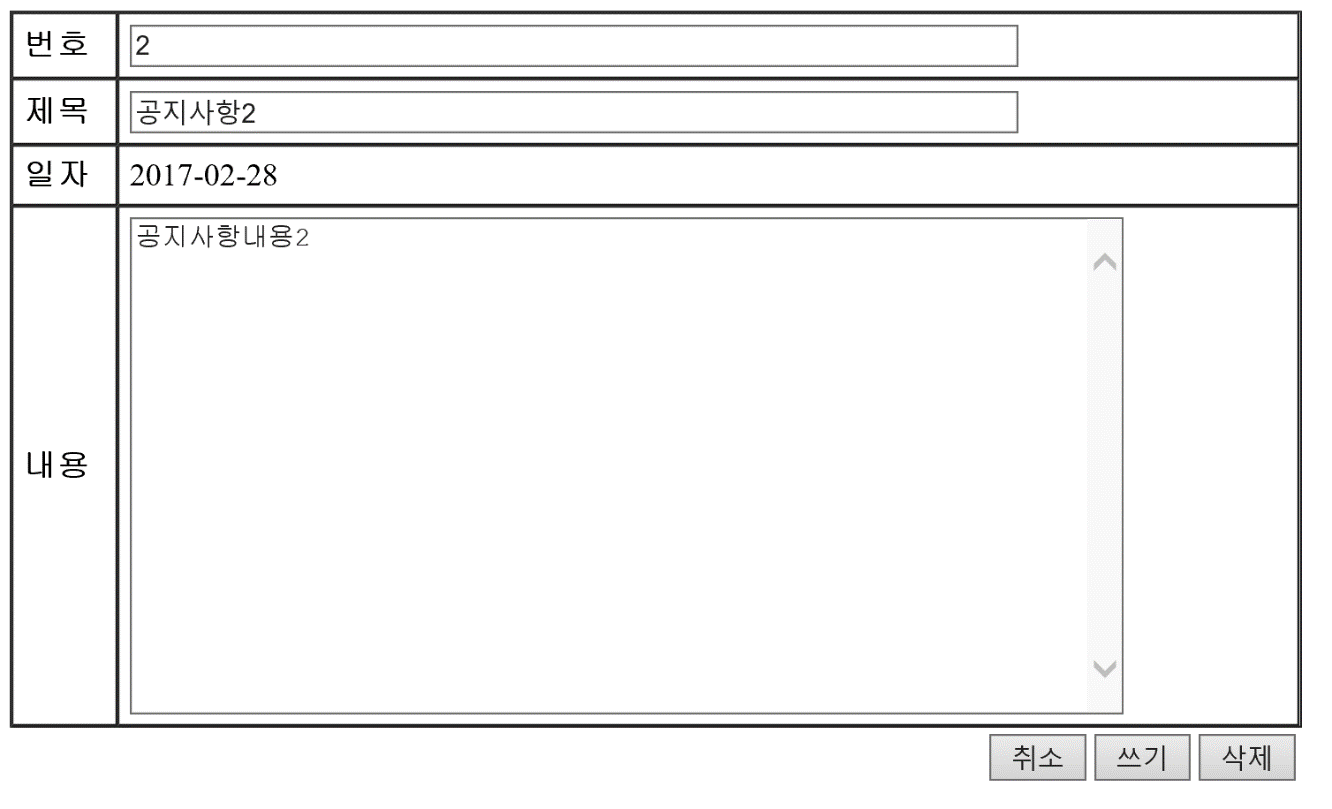 번호 2
제목 공지사항2
일자 2017-02-28
내용 공지사항내용2
취소 쓰기 삭제